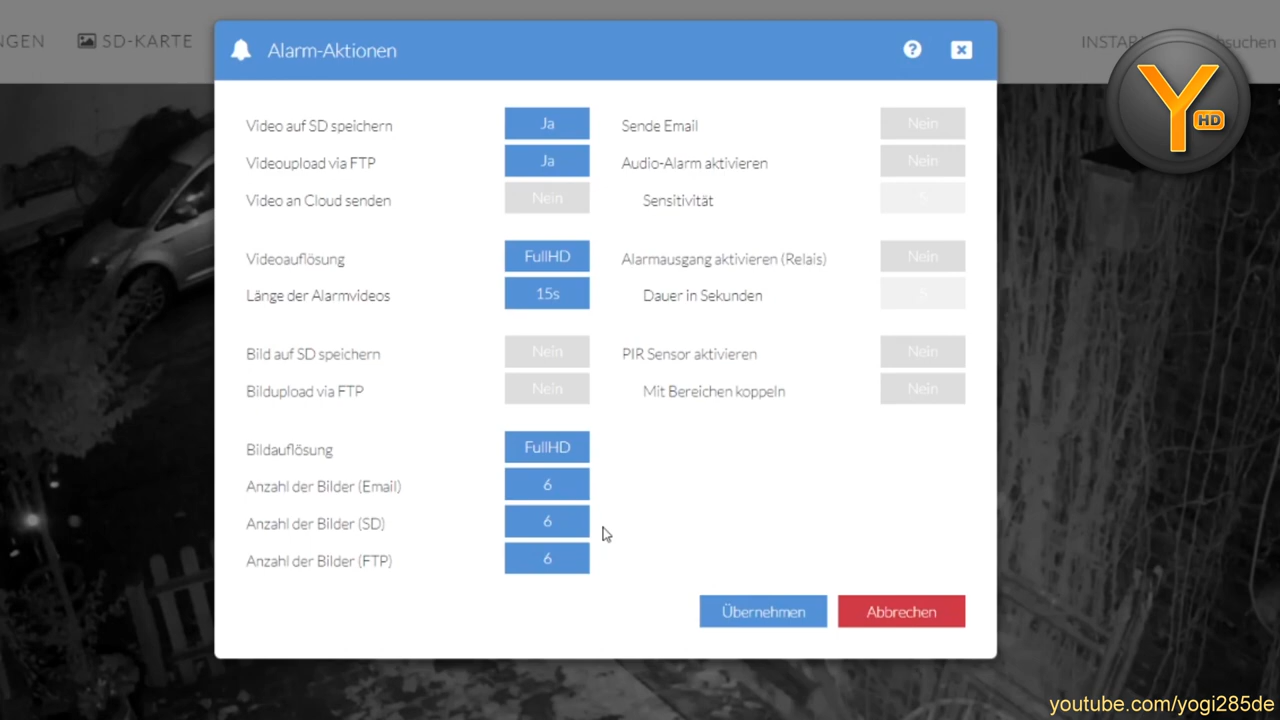 NGEN
SD-KARTE
Alarm-Aktionen
?
Y
HD
Video auf SD speichern
Ja
Videoupload via FTP
Ja
Video an Cloud senden
Nein
Videoauflösung
FullHD
Länge der Alarmvideos
15s
Bild auf SD speichern
Nein
Bildupload via FTP
Nein
Bildauflösung
FullHD
Anzahl der Bilder (Email)
6
Anzahl der Bilder (SD)
6
Anzahl der Bilder (FTP)
6
Sende Email
Nein
Audio-Alarm aktivieren
Nein
Sensitivität
5
Alarmausgang aktivieren (Relais)
Nein
Dauer in Sekunden
5
PIR Sensor aktivieren
Nein
Mit Bereichen koppeln
Nein
Übernehmen
Abbrechen
youtube.com/yogi285de